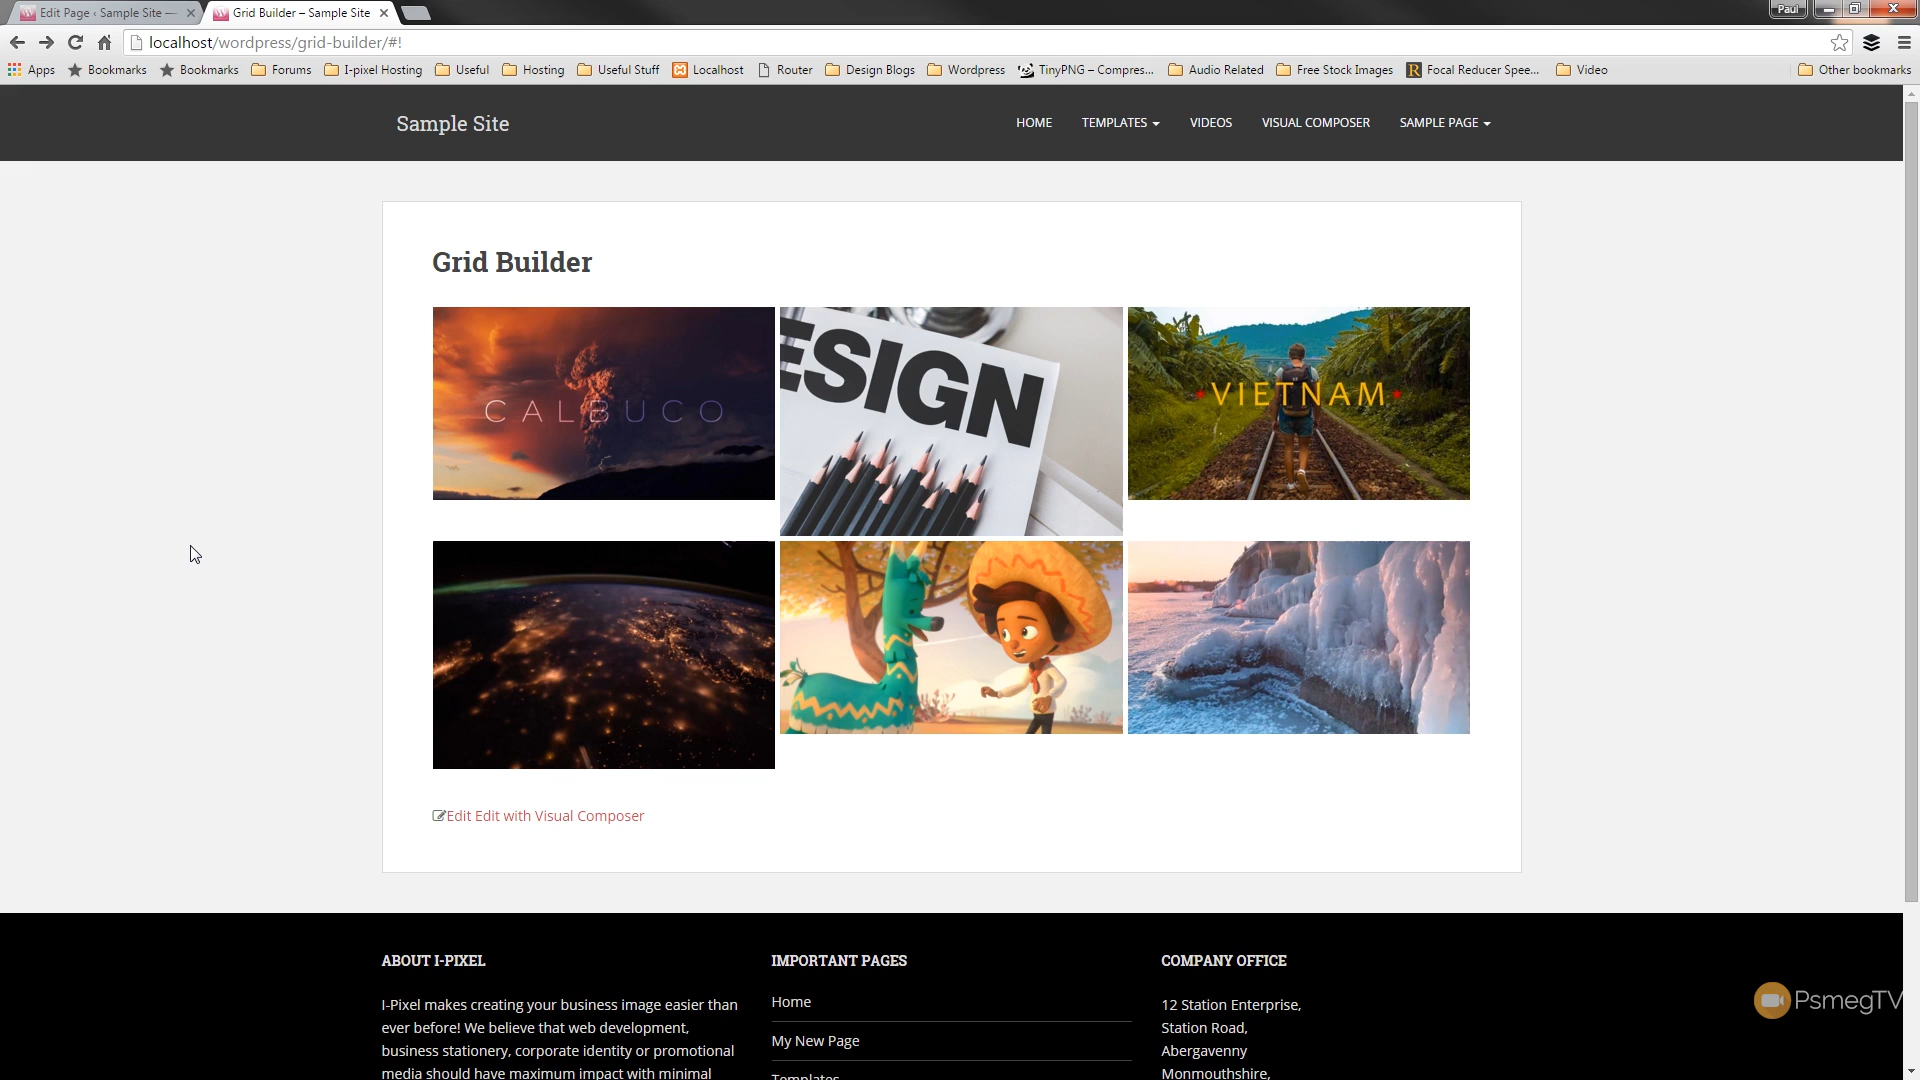 Edit Page ‹ Sample Site —
Grid Builder – Sample Site
Paul
localhost/wordpress/grid-builder/#!
Apps
Bookmarks
Bookmarks
Forums
I-pixel Hosting
Useful
Hosting
Useful Stuff
Localhost
Router
Design Blogs
Wordpress
TinyPNG – Compres...
Audio Related
Free Stock Images
R
Focal Reducer Spee...
Video
Other bookmarks
Sample Site
HOME
TEMPLATES
VIDEOS
VISUAL COMPOSER
SAMPLE PAGE
Grid Builder
CALBUCO
ESIGN
VIETNAM
Edit Edit with Visual Composer
ABOUT I-PIXEL
I-Pixel makes creating your business image easier than
ever before! We believe that web development,
business stationery, corporate identity or promotional
media should have maximum impact with minimal
IMPORTANT PAGES
Home
My New Page
Templates
COMPANY OFFICE
12 Station Enterprise,
Station Road,
Abergavenny
Monmouthshire,
PsmegTV